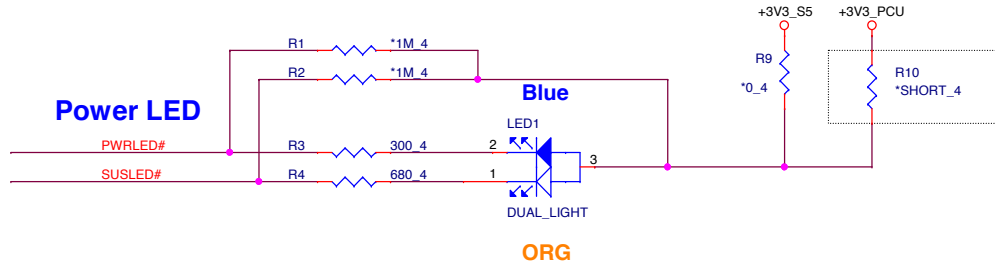 +3V3_S5 +3V3_PCU
R1 *1M_4
R2 *1M_4
R9
*0_4
R10
*SHORT_4
Power LED
Blue
LED1
PWRLED# R3 300_4 2
3
SUSLED# R4 680_4 1
DUAL_LIGHT
ORG